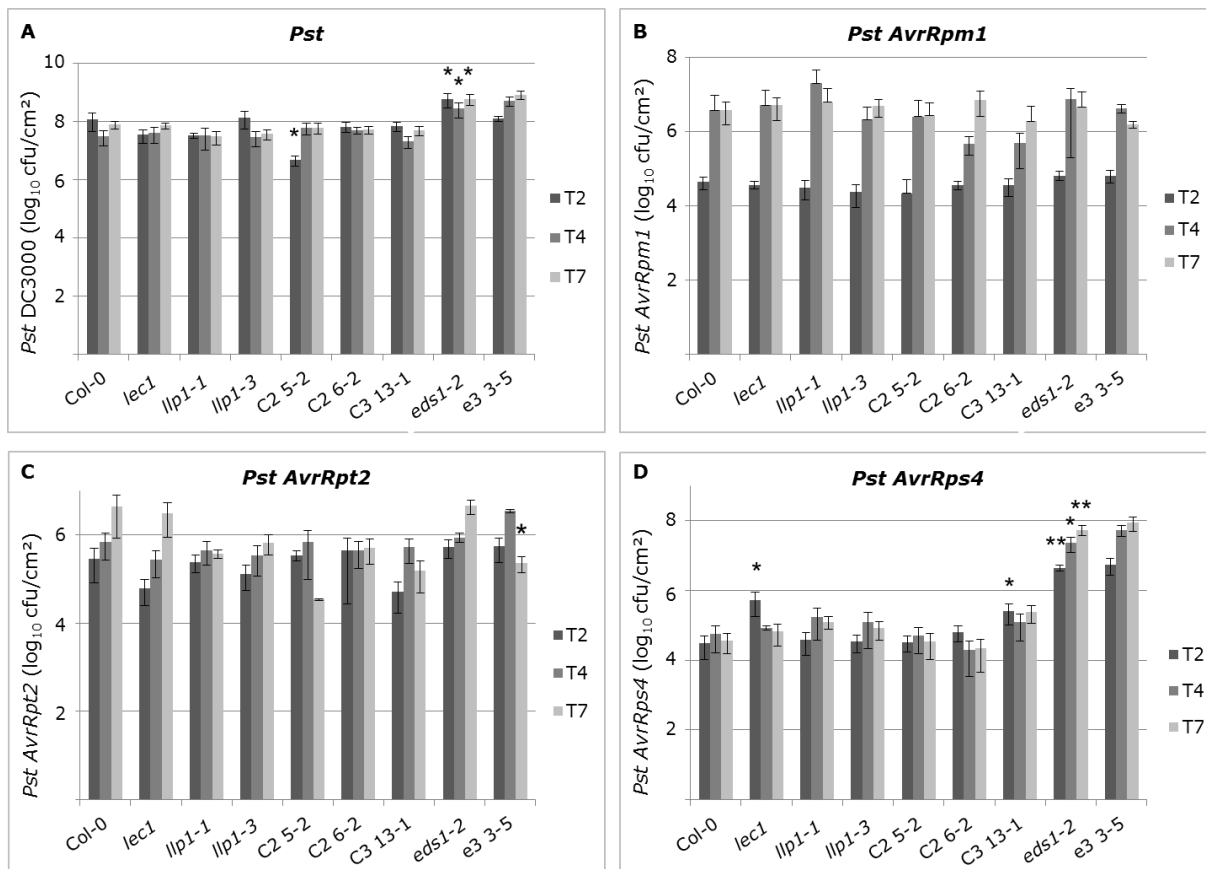 A
Pst
Pst DC3000 (log₁₀ cfu/cm²)
10
8
6
4
2
* * * *
T2
T4
T7
Col-0 lec1 llp1-1 llp1-3 C2 5-2 C2 6-2 C3 13-1 eds1-2 e3 3-5
B
Pst AvrRpm1
Pst AvrRpm1 (log₁₀ cfu/cm²)
8
6
4
2
T2
T4
T7
Col-0 lec1 llp1-1 llp1-3 C2 5-2 C2 6-2 C3 13-1 eds1-2 e3 3-5
C
Pst AvrRpt2
Pst AvrRpt2 (log₁₀ cfu/cm²)
6
4
2
*
T2
T4
T7
Col-0 lec1 llp1-1 llp1-3 C2 5-2 C2 6-2 C3 13-1 eds1-2 e3 3-5
D
Pst AvrRps4
Pst AvrRps4 (log₁₀ cfu/cm²)
8
6
4
2
* * ** * **
T2
T4
T7
Col-0 lec1 llp1-1 llp1-3 C2 5-2 C2 6-2 C3 13-1 eds1-2 e3 3-5